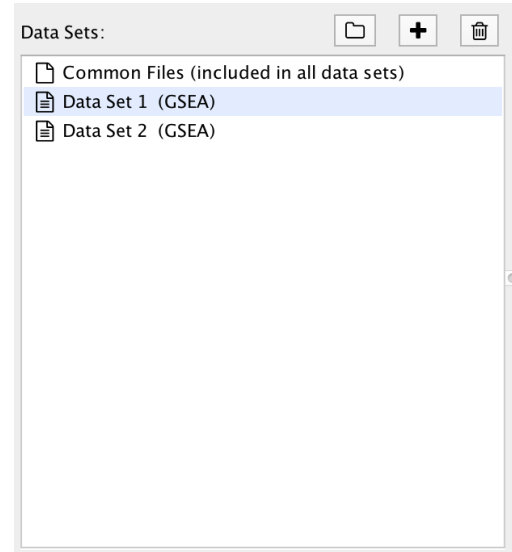 Data Sets:
Common Files (included in all data sets)
Data Set 1  (GSEA)
Data Set 2  (GSEA)